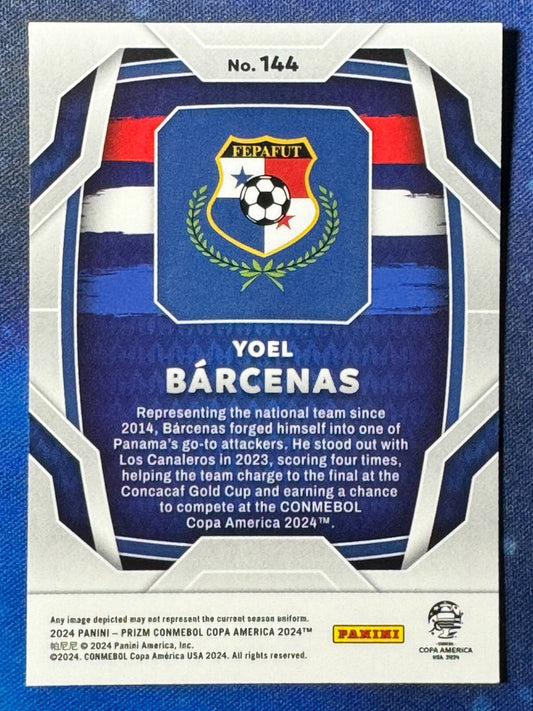 No. 144
FEPAFUT
YOEL
BÁRCENAS
Representing the national team since
2014, Bárcenas forged himself into one of
Panama's go-to attackers. He stood out with
Los Canaleros in 2023, scoring four times,
helping the team charge to the final at the
Concacaf Gold Cup and earning a chance
to compete at the CONMEBOL
Copa America 2024™.
Any image depicted may not represent the current season uniform.
2024 PANINI – PRIZM CONMEBOL COPA AMERICA 2024™
帕尼尼 © 2024 Panini America, Inc.
©2024. CONMEBOL Copa América USA 2024. All rights reserved.
PANINI
CONMEBOL
COPA AMERICA
USA 2024